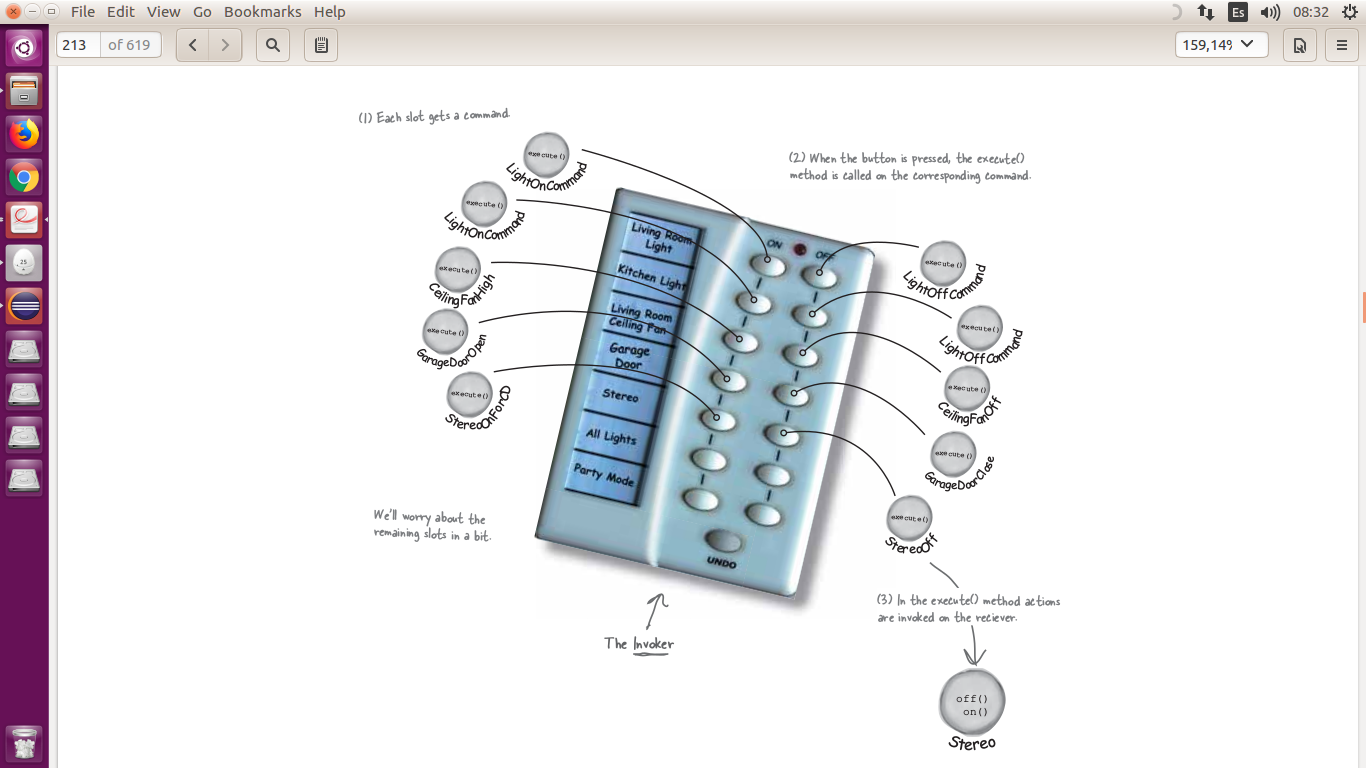 File Edit View Go Bookmarks Help
Es
08:32
213 of 619
159,14%
(1) Each slot gets a command.
execute()
LightOnCommand
execute()
LightOnCommand
execute()
CeilingFanHigh
execute()
GarageDoorOpen
execute()
StereoOnForCD
We'll worry about the
remaining slots in a bit.
Living Room
Light
Kitchen Light
Living Room
Ceiling Fan
Garage
Door
Stereo
All Lights
Party Mode
ON
OFF
UNDO
The Invoker
(2) When the button is pressed, the execute()
method is called on the corresponding command.
execute()
LightOffCommand
execute()
LightOffCommand
execute()
CeilingFanOff
execute()
GarageDoorClose
execute()
StereoOff
(3) In the execute() method actions
are invoked on the reciever.
off()
on()
Stereo